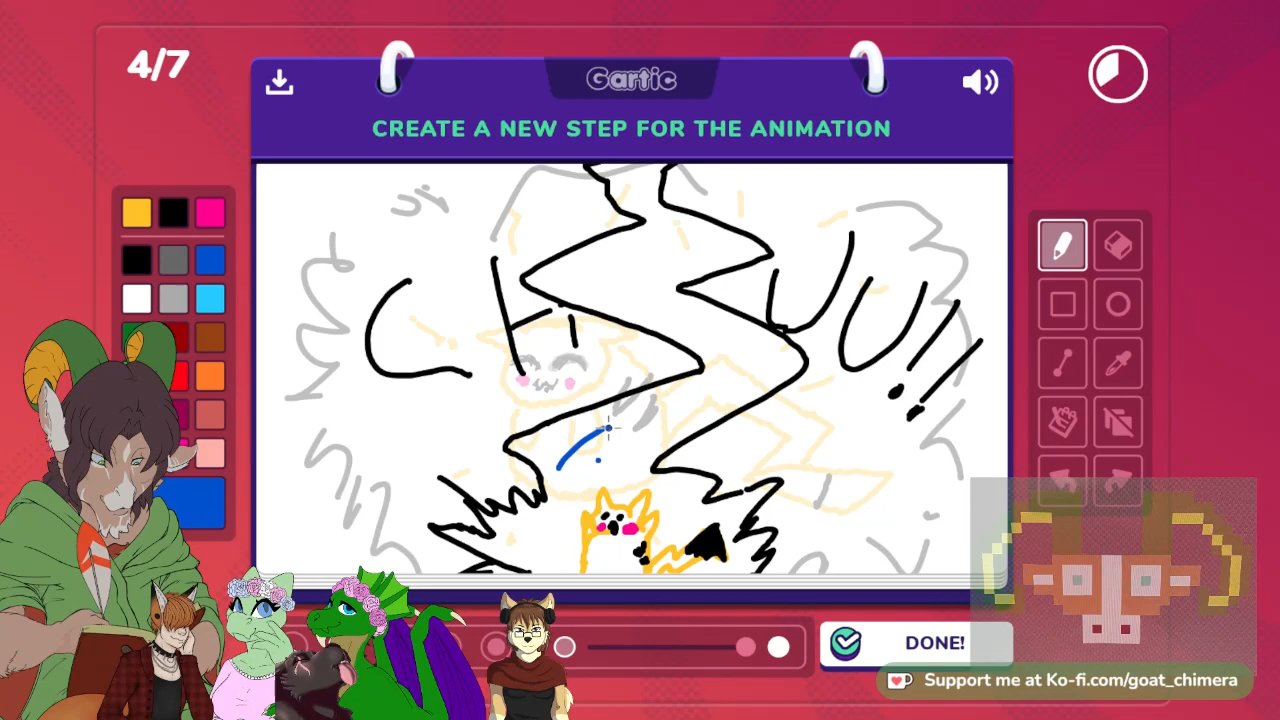 4/7
Gartic
CREATE A NEW STEP FOR THE ANIMATION
CHUU!!
DONE!
Support me at Ko-fi.com/goat_chimera